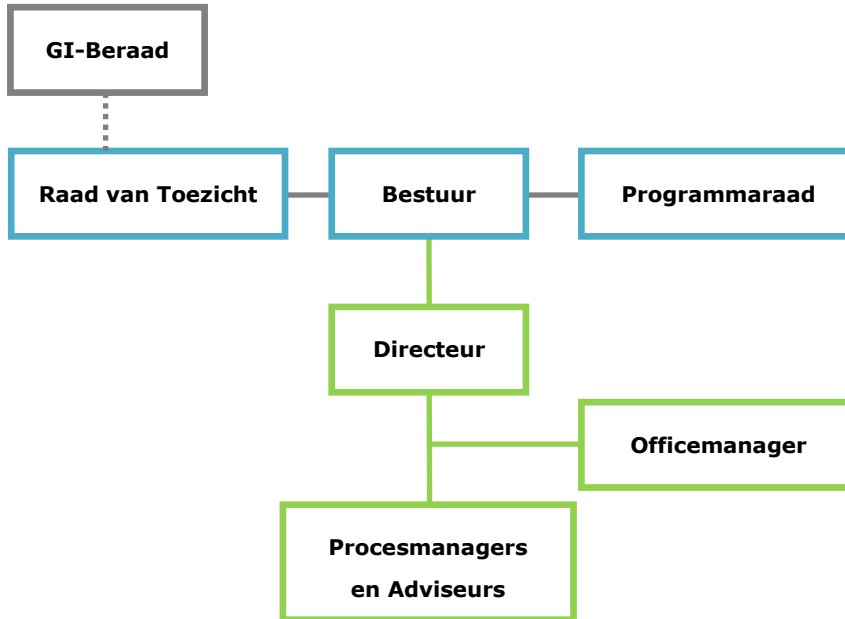 GI-Beraad
Raad van Toezicht
Bestuur
Programmaraad
Directeur
Officemanager
Procesmanagers
en Adviseurs